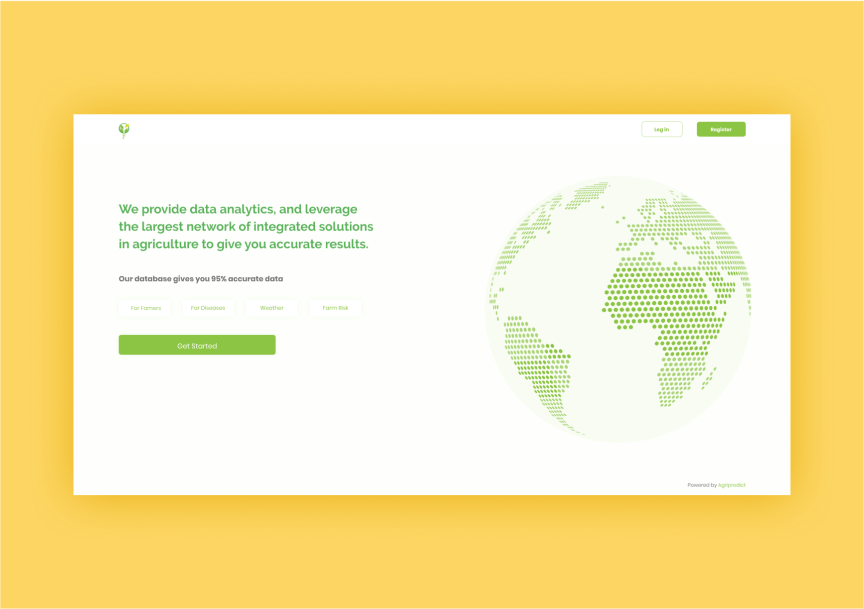 Log in
Register
We provide data analytics, and leverage
the largest network of integrated solutions
in agriculture to give you accurate results.
Our database gives you 95% accurate data
For Famers
For Diseases
Weather
Farm Risk
Get Started
Powered by Agripredict